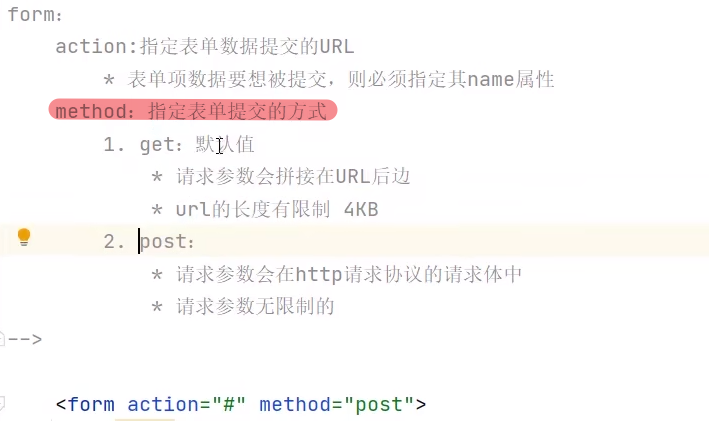 form：
action:指定表单数据提交的URL
* 表单项数据要想被提交，则必须指定其name属性
method：指定表单提交的方式
1. get：默认值
* 请求参数会拼接在URL后边
* url的长度有限制 4KB
2. post：
* 请求参数会在http请求协议的请求体中
* 请求参数无限制的
-->
<form action="#" method="post">